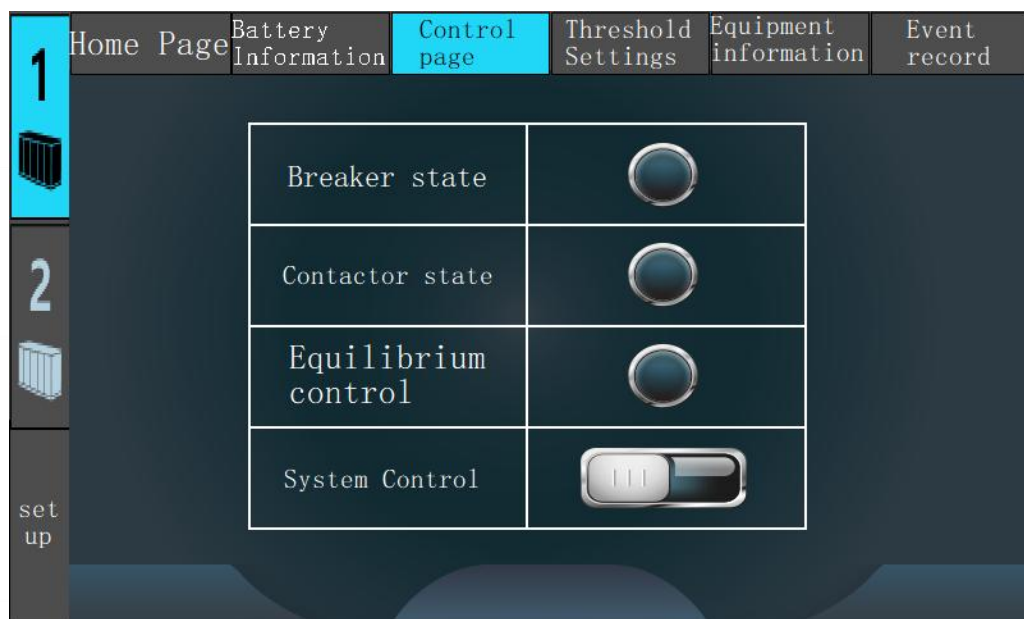 1
Home Page
Battery
Information
Control
page
Threshold
Settings
Equipment
information
Event
record
Breaker state
Contactor state
Equilibrium
control
System Control
2
set
up